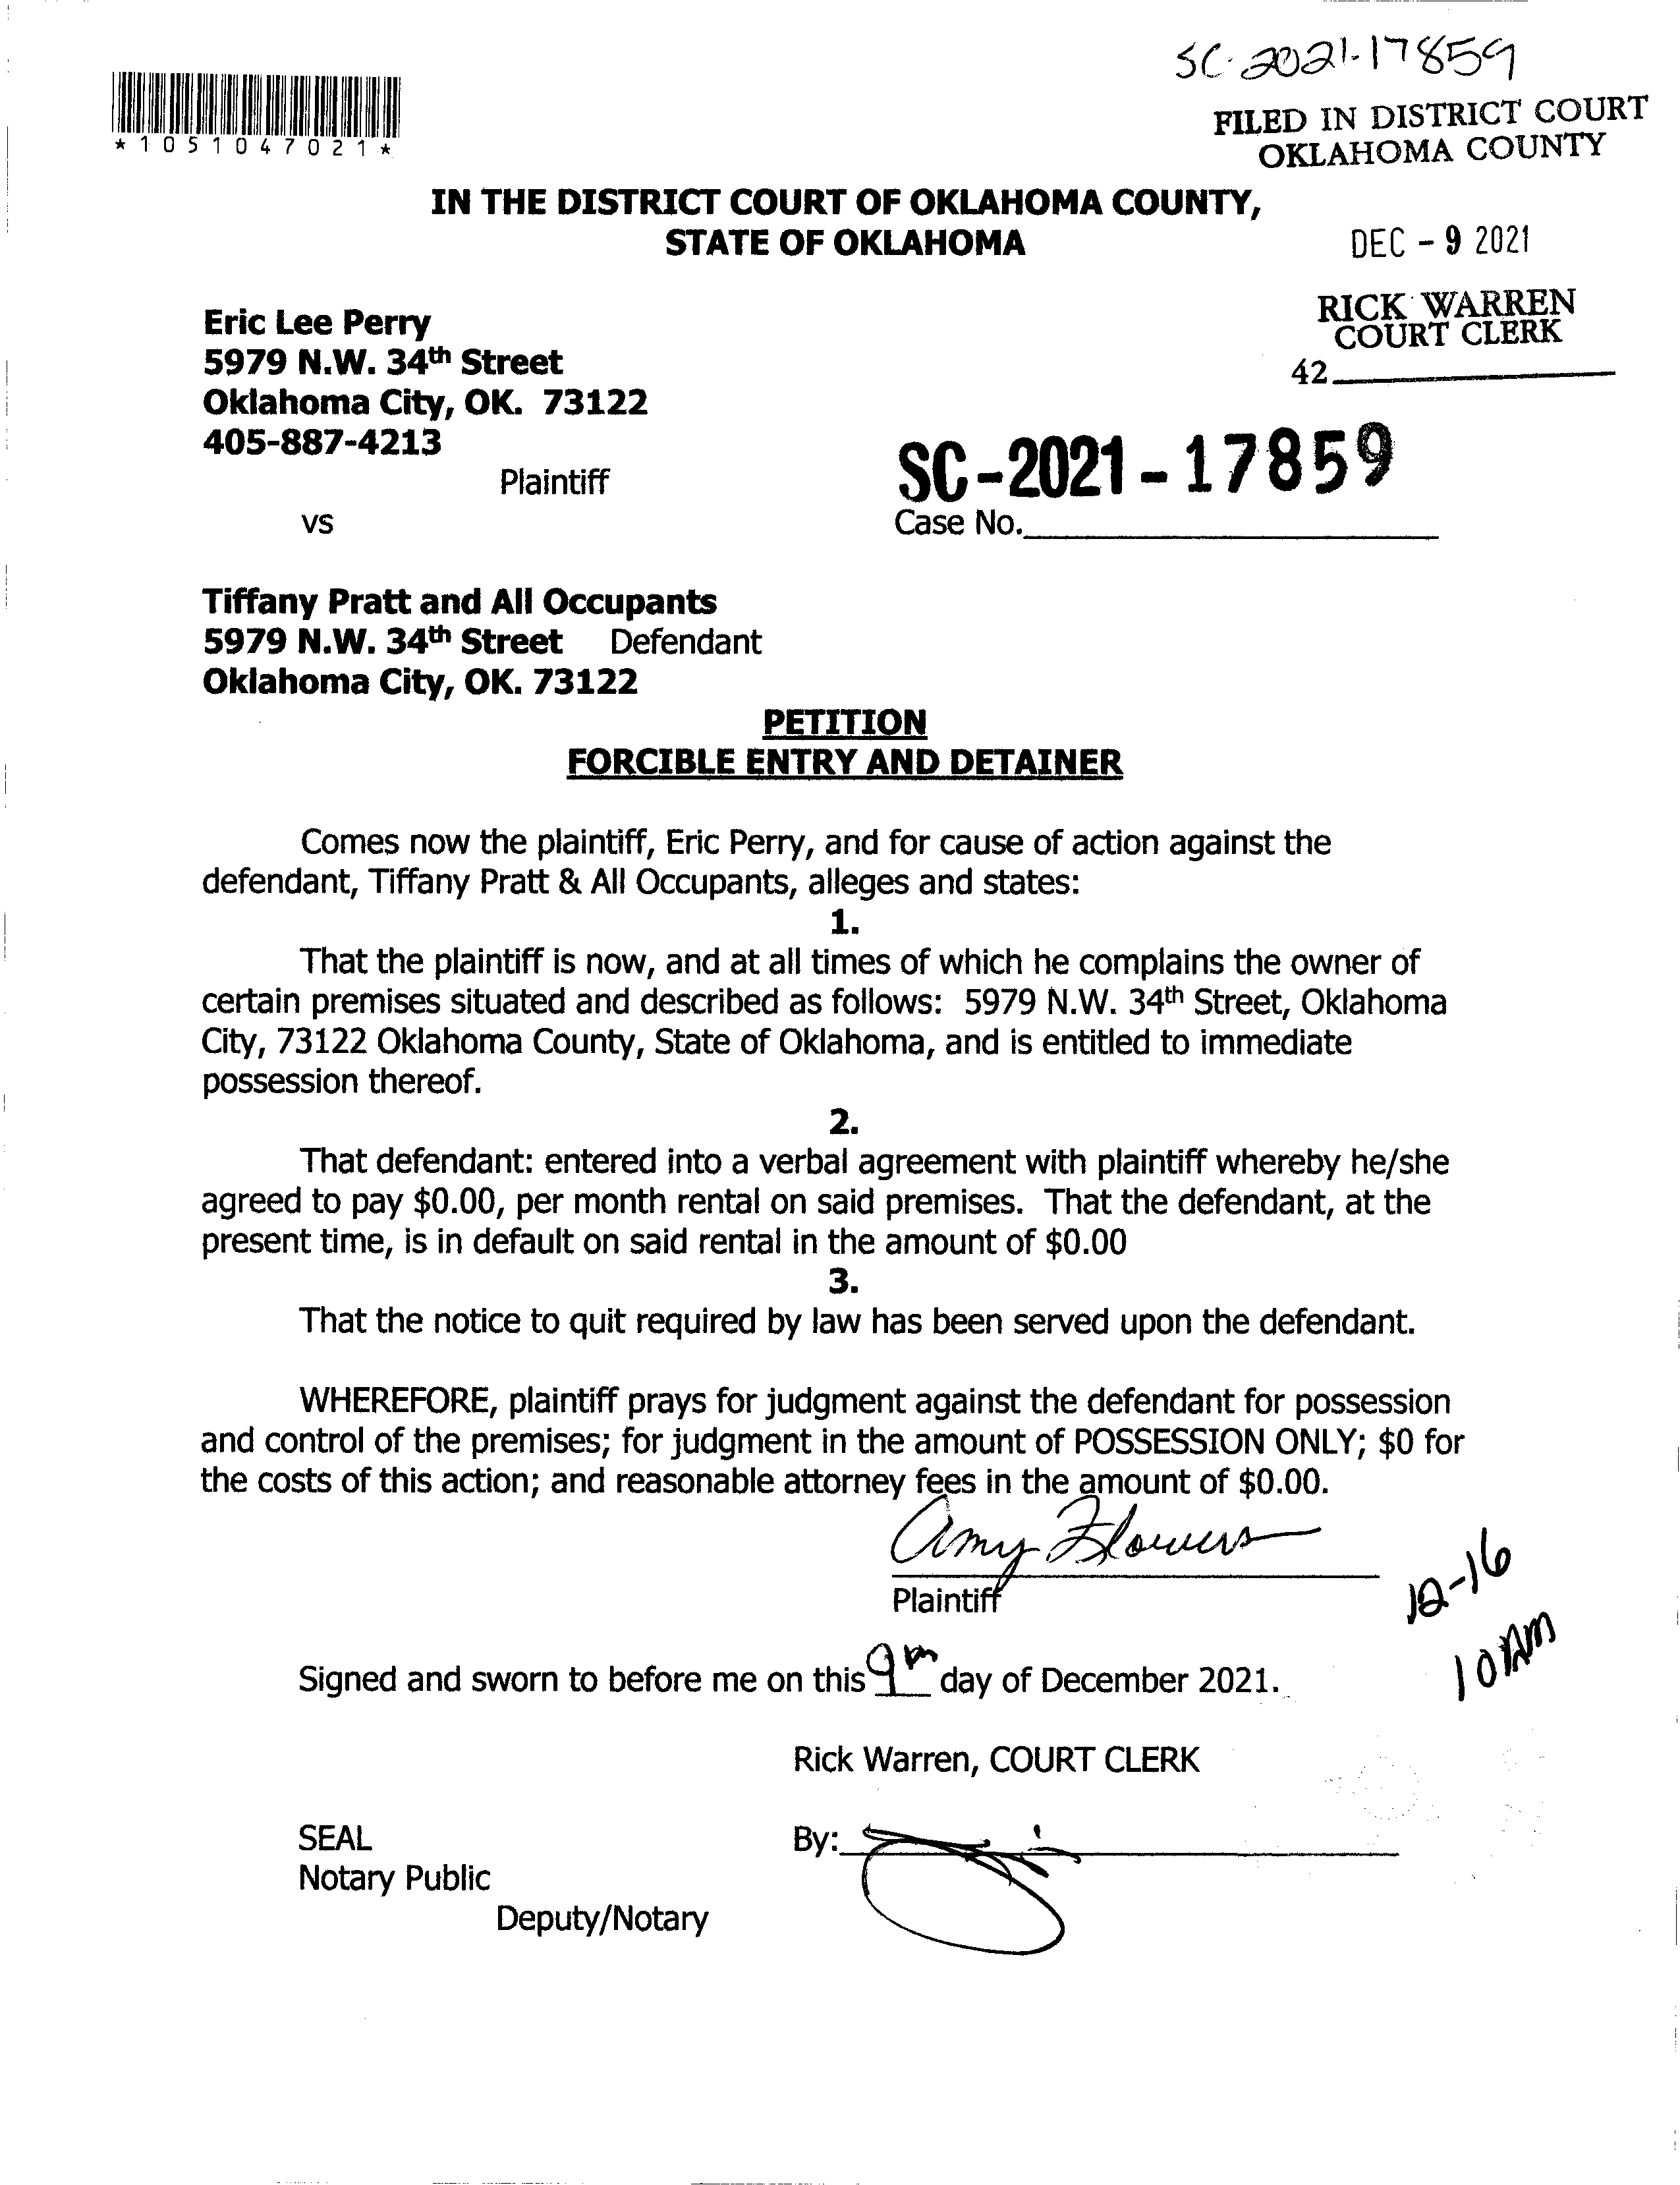 SC-2021-17859
*1051047021*
FILED IN DISTRICT COURT
OKLAHOMA COUNTY
IN THE DISTRICT COURT OF OKLAHOMA COUNTY,
STATE OF OKLAHOMA
DEC - 9 2021
RICK WARREN
COURT CLERK
42
Eric Lee Perry
5979 N.W. 34th Street
Oklahoma City, OK. 73122
405-887-4213
Plaintiff
SC-2021-17859
vs
Case No.
Tiffany Pratt and All Occupants
5979 N.W. 34th Street Defendant
Oklahoma City, OK. 73122
PETITION
FORCIBLE ENTRY AND DETAINER
Comes now the plaintiff, Eric Perry, and for cause of action against the
defendant, Tiffany Pratt & All Occupants, alleges and states:
1.
That the plaintiff is now, and at all times of which he complains the owner of
certain premises situated and described as follows: 5979 N.W. 34th Street, Oklahoma
City, 73122 Oklahoma County, State of Oklahoma, and is entitled to immediate
possession thereof.
2.
That defendant: entered into a verbal agreement with plaintiff whereby he/she
agreed to pay $0.00, per month rental on said premises. That the defendant, at the
present time, is in default on said rental in the amount of $0.00
3.
That the notice to quit required by law has been served upon the defendant.
WHEREFORE, plaintiff prays for judgment against the defendant for possession
and control of the premises; for judgment in the amount of POSSESSION ONLY; $0 for
the costs of this action; and reasonable attorney fees in the amount of $0.00.
Amy Flowers
Plaintiff
12-16
10 AM
Signed and sworn to before me on this 9th day of December 2021.
Rick Warren, COURT CLERK
SEAL
By:
Notary Public
Deputy/Notary